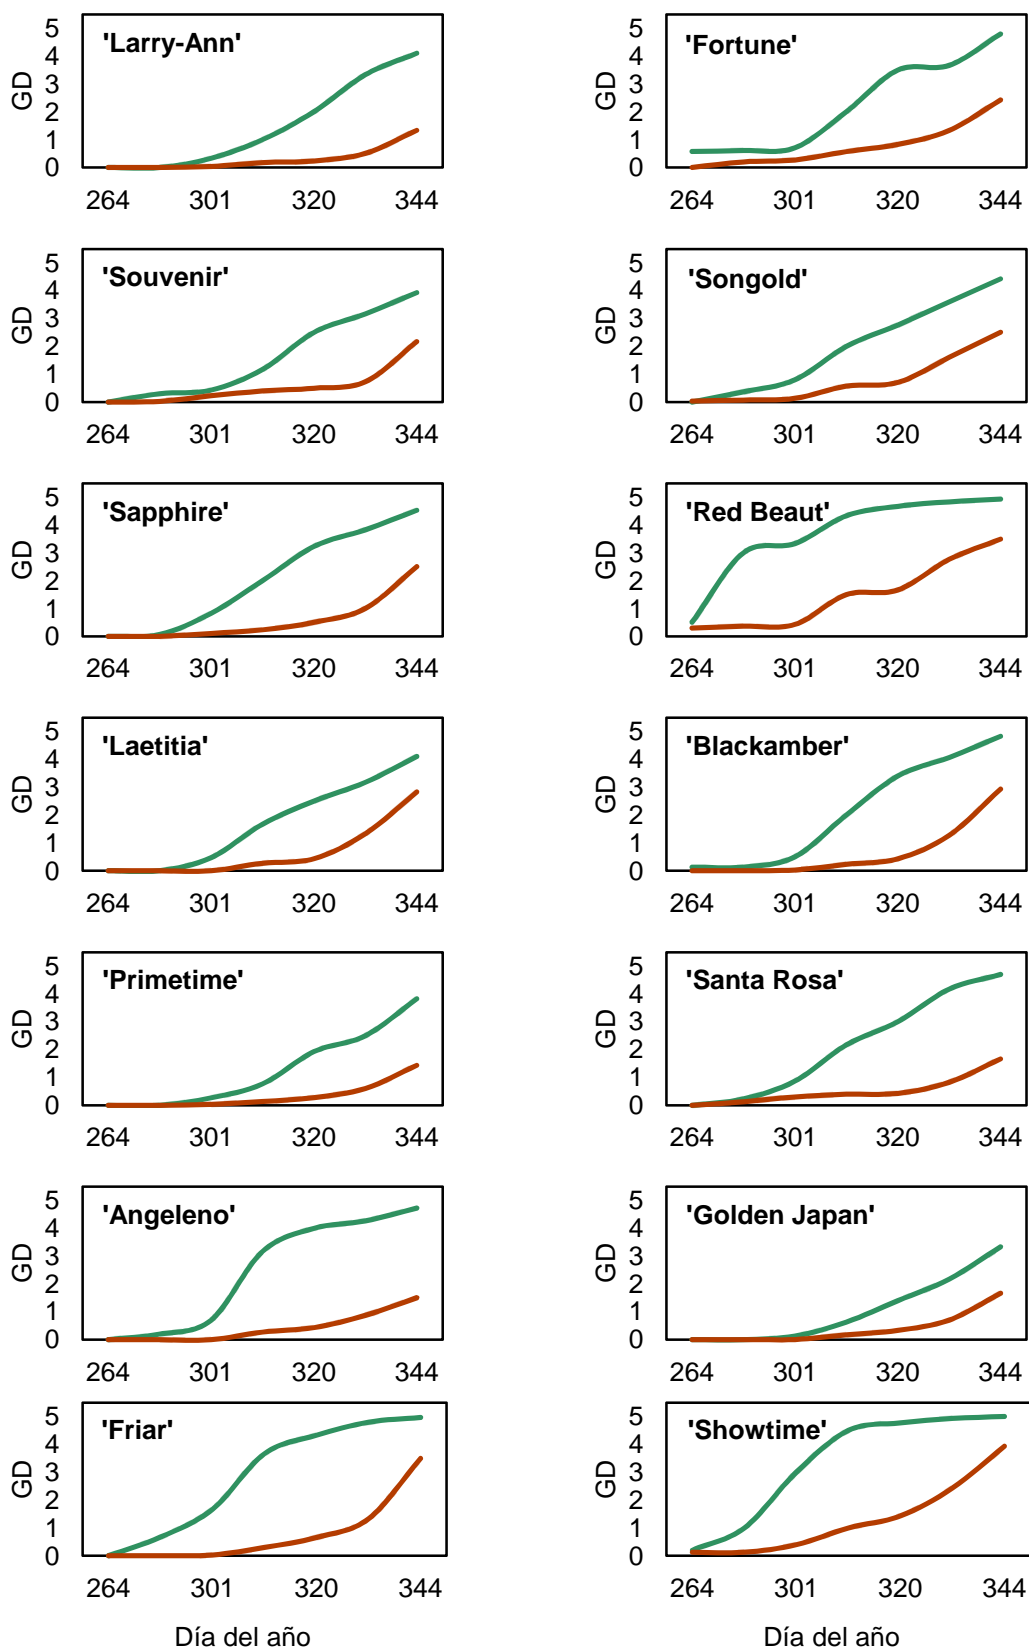 'Larry-Ann'
GD
5
4
3
2
1
0
264 301 320 344
'Fortune'
GD
5
4
3
2
1
0
264 301 320 344
'Souvenir'
GD
5
4
3
2
1
0
264 301 320 344
'Songold'
GD
5
4
3
2
1
0
264 301 320 344
'Sapphire'
GD
5
4
3
2
1
0
264 301 320 344
'Red Beaut'
GD
5
4
3
2
1
0
264 301 320 344
'Laetitia'
GD
5
4
3
2
1
0
264 301 320 344
'Blackamber'
GD
5
4
3
2
1
0
264 301 320 344
'Primetime'
GD
5
4
3
2
1
0
264 301 320 344
'Santa Rosa'
GD
5
4
3
2
1
0
264 301 320 344
'Angeleno'
GD
5
4
3
2
1
0
264 301 320 344
'Golden Japan'
GD
5
4
3
2
1
0
264 301 320 344
'Friar'
GD
5
4
3
2
1
0
264 301 320 344
Día del año
'Showtime'
GD
5
4
3
2
1
0
264 301 320 344
Día del año